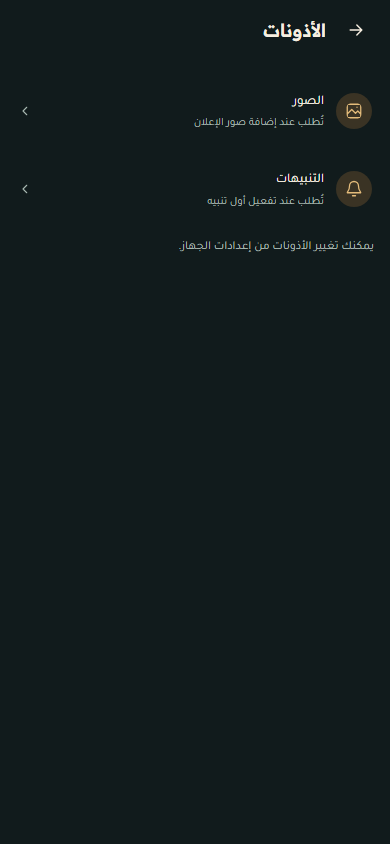 الأذونات
الصور
تُطلب عند إضافة صور الإعلان
التنبيهات
تُطلب عند تفعيل أول تنبيه
يمكنك تغيير الأذونات من إعدادات الجهاز.